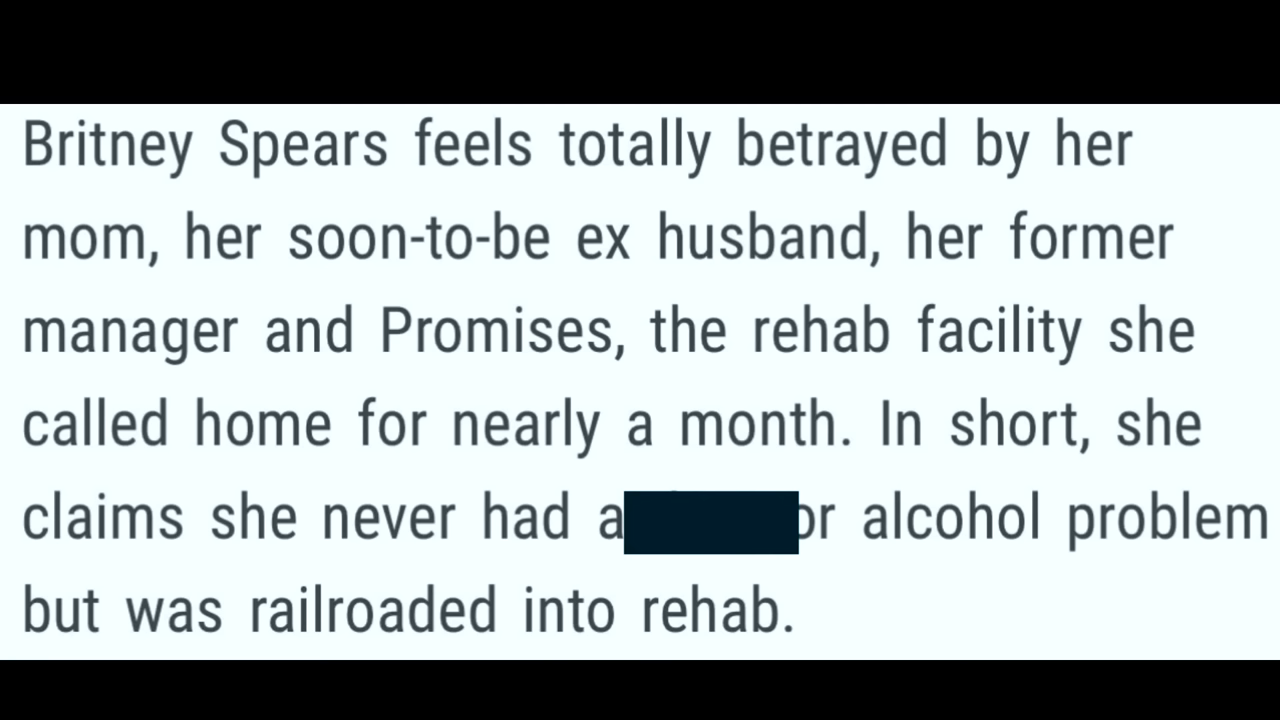 Britney Spears feels totally betrayed by her
mom, her soon-to-be ex husband, her former
manager and Promises, the rehab facility she
called home for nearly a month. In short, she
claims she never had a or alcohol problem
but was railroaded into rehab.